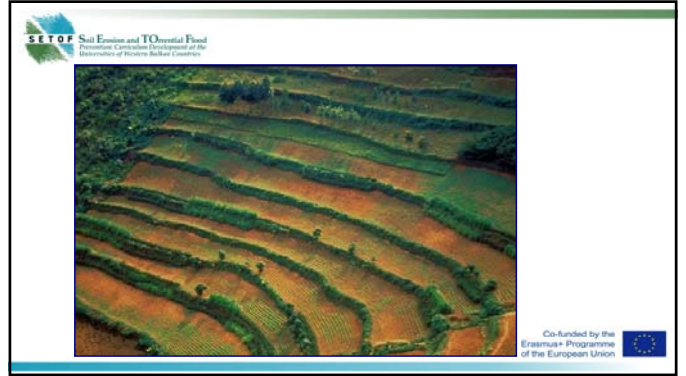 SETOF
Soil Erosion and TOrrential Flood
Prevention: Curriculum Development at the
Universities of Western Balkan Countries
Co-funded by the
Erasmus+ Programme
of the European Union